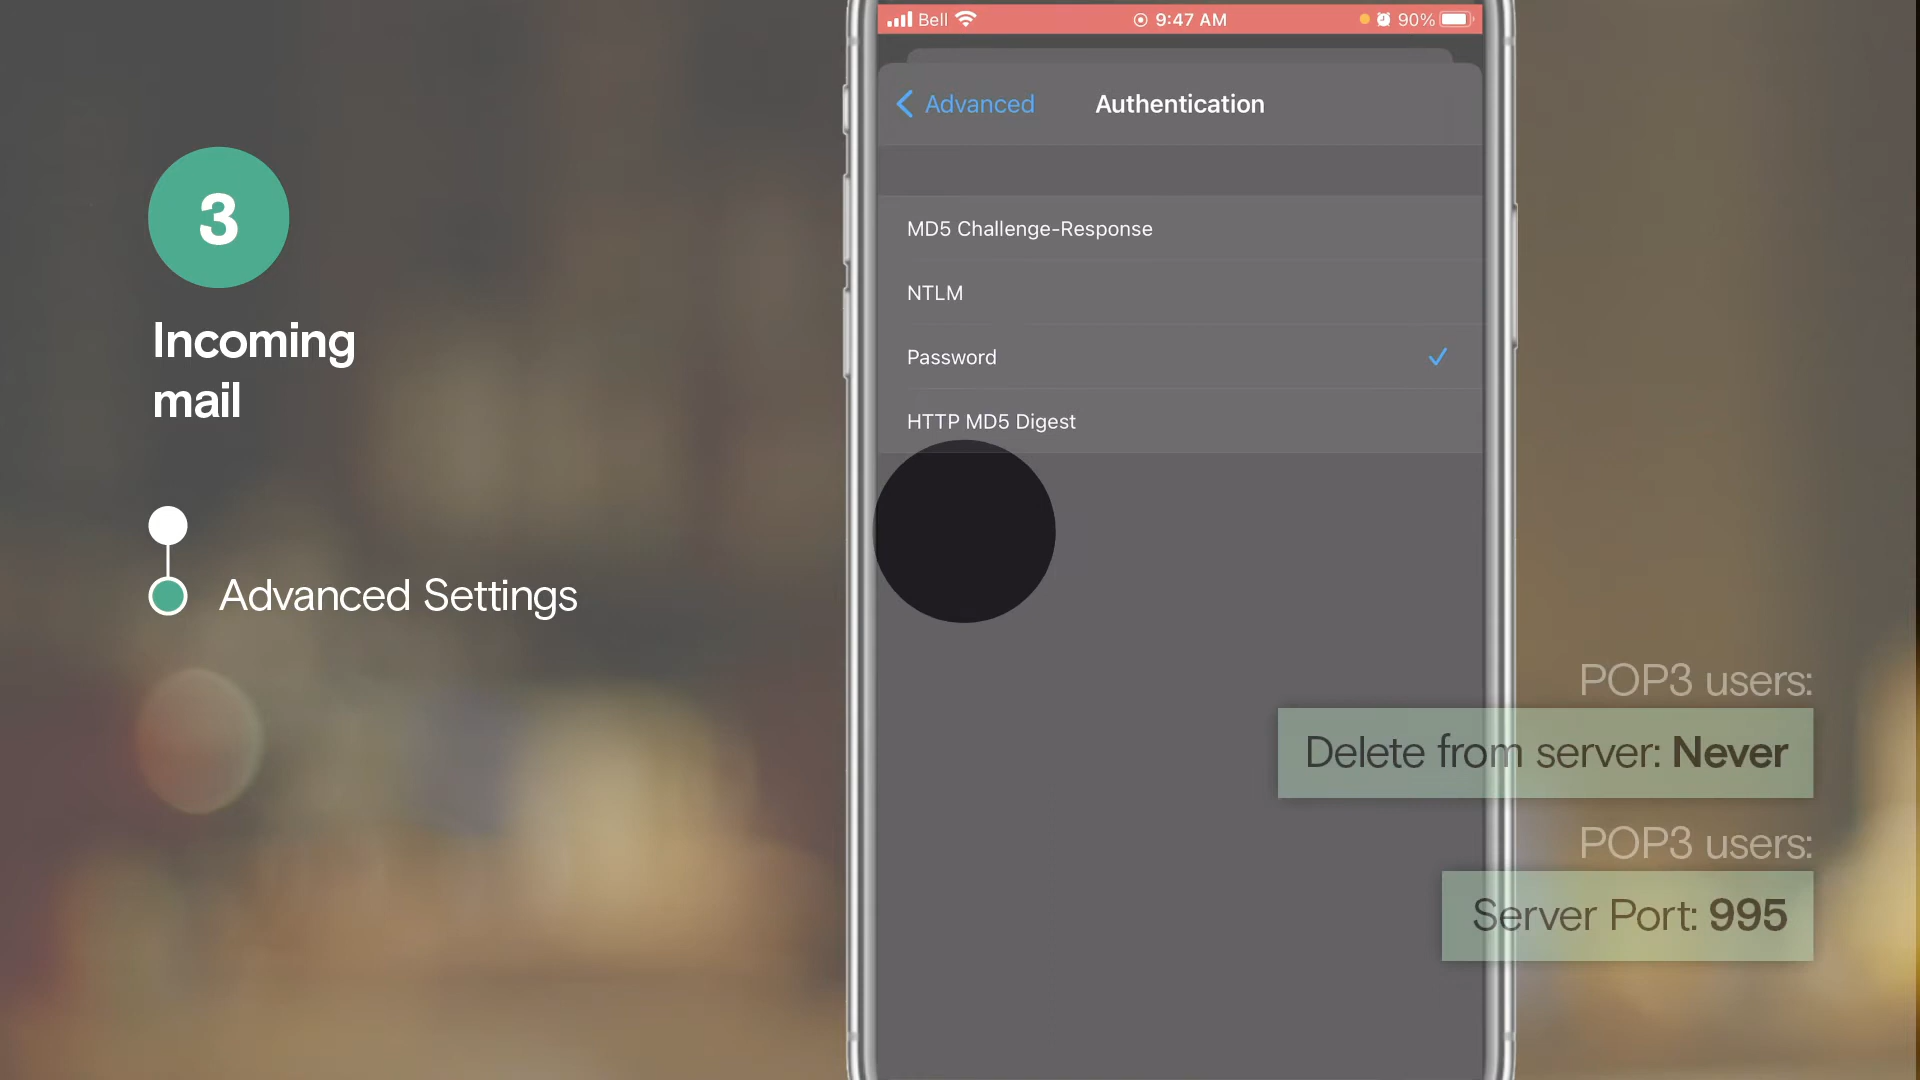 3
Incoming
mail
Advanced Settings
Bell
9:47 AM
90%
Advanced
Authentication
MD5 Challenge-Response
NTLM
Password
HTTP MD5 Digest
POP3 users:
Delete from server: Never
POP3 users:
Server Port: 995